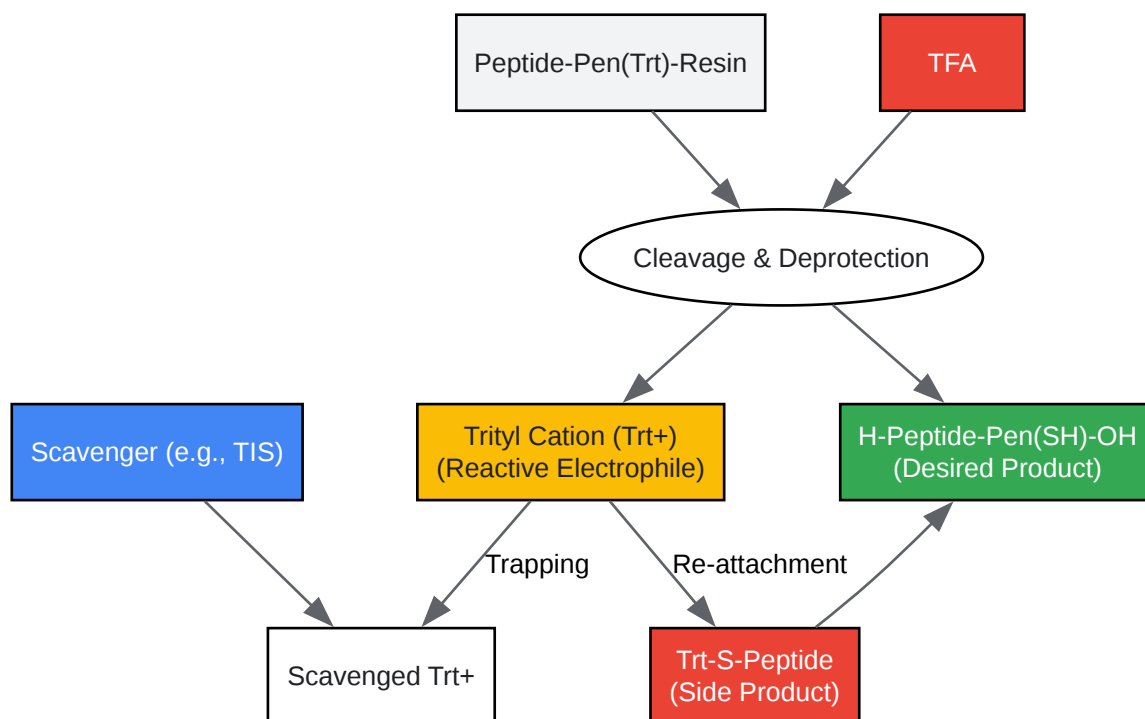 Peptide-Pen(Trt)-Resin
TFA
Cleavage & Deprotection
Scavenger (e.g., TIS)
Trityl Cation (Trt+)
(Reactive Electrophile)
H-Peptide-Pen(SH)-OH
(Desired Product)
Trapping
Re-attachment
Scavenged Trt+
Trt-S-Peptide
(Side Product)